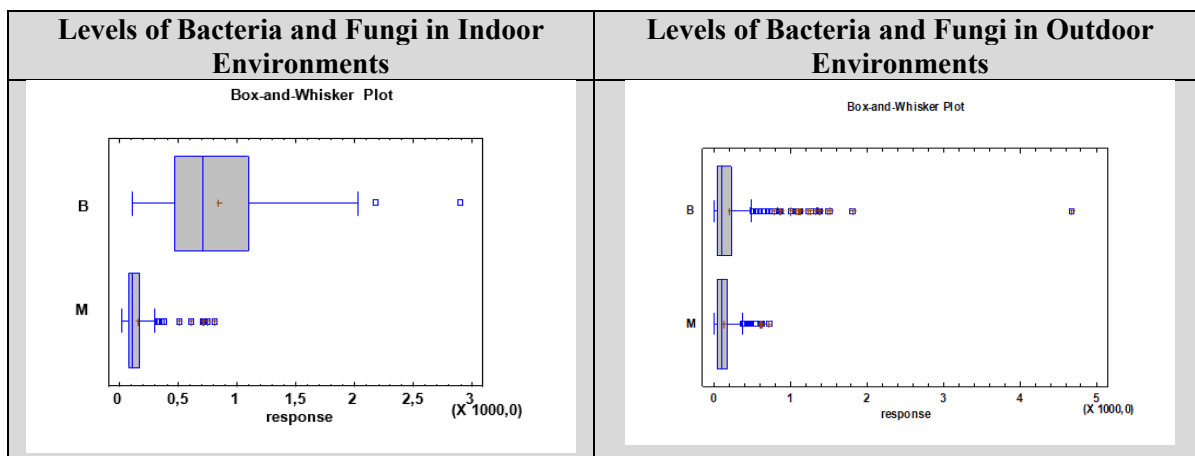 Levels of Bacteria and Fungi in Indoor
Environments
Box-and-Whisker Plot
B
M
0 0,5 1 2 2,5 3
(X 1000,0)
response
Levels of Bacteria and Fungi in Outdoor
Environments
Box-and-Whisker Plot
B
M
0 1 2 3 4 5
(X 1000,0)
response